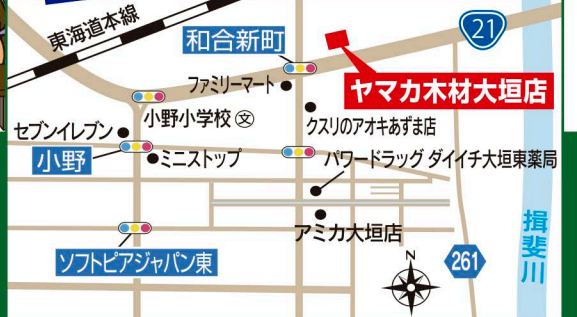 東海道本線
和合新町
21
ファミリーマート
ヤマカ木材大垣店
小野小学校 文
クスリのアオキあずま店
セブンイレブン
小野
ミニストップ
パワードラッグ ダイイチ大垣東薬局
アミカ大垣店
揖斐川
ソフトピアジャパン東
N
261